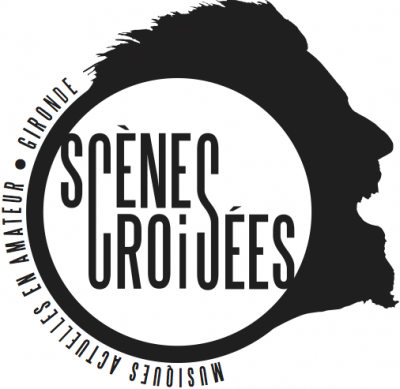 SCÈNES
CROiSÉES
MUSIQUES ACTUELLES EN AMATEUR • GIRONDE